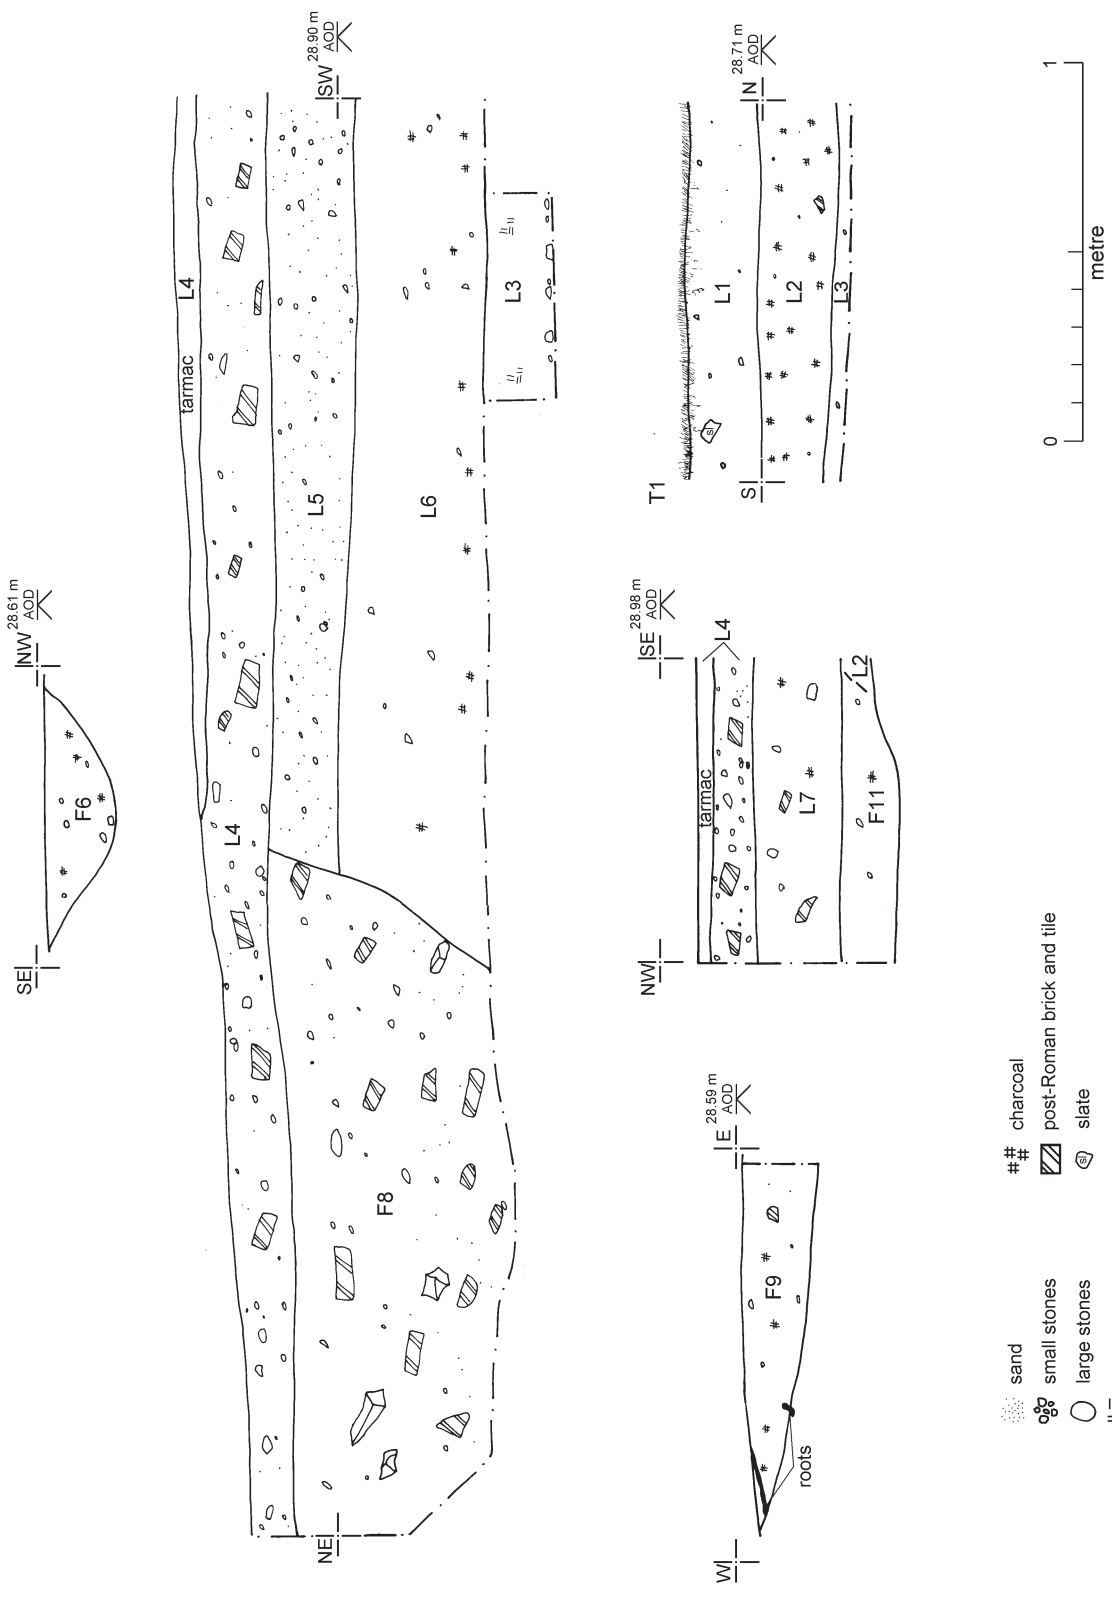 SE
NW
28.61 m
AOD
F6
NE
SW
28.90 m
AOD
tarmac
L4
L4
L5
L6
L3
F8
W
E
28.59 m
AOD
F9
roots
NW
SE
28.98 m
AOD
tarmac
L4
L7
L2
F11
T1
S
N
28.71 m
AOD
sl
L1
L2
L3
sand
small stones
large stones
charcoal
post-Roman brick and tile
sl
slate
0
1
metre